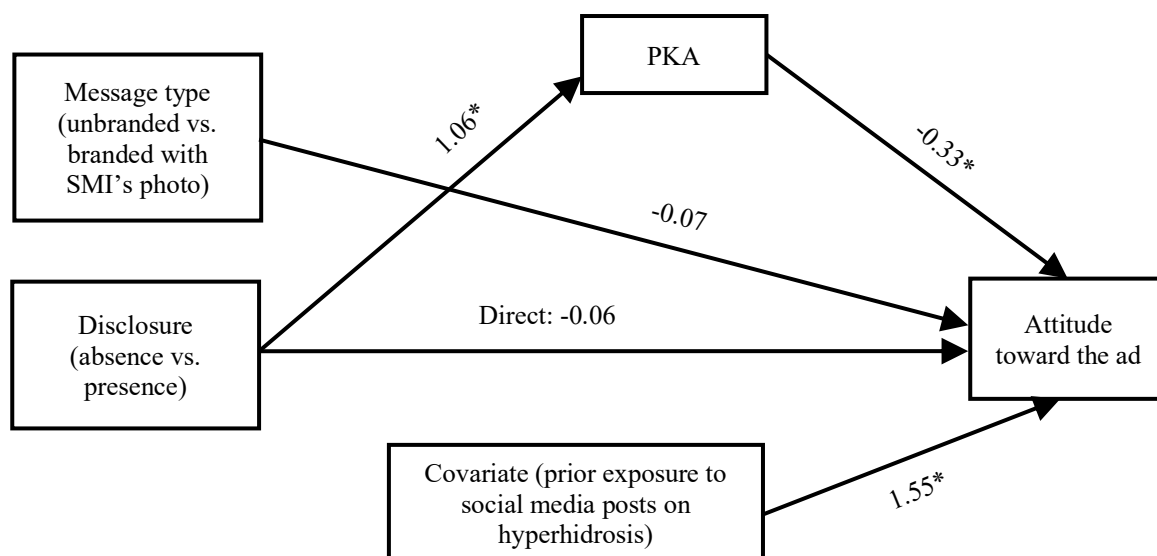 PKA
Message type
(unbranded vs.
branded with
SMI’s photo)
1.06*
-0.33*
-0.07
Disclosure
(absence vs.
presence)
Direct: -0.06
Attitude
toward the ad
Covariate (prior exposure to
social media posts on
hyperhidrosis)
1.55*